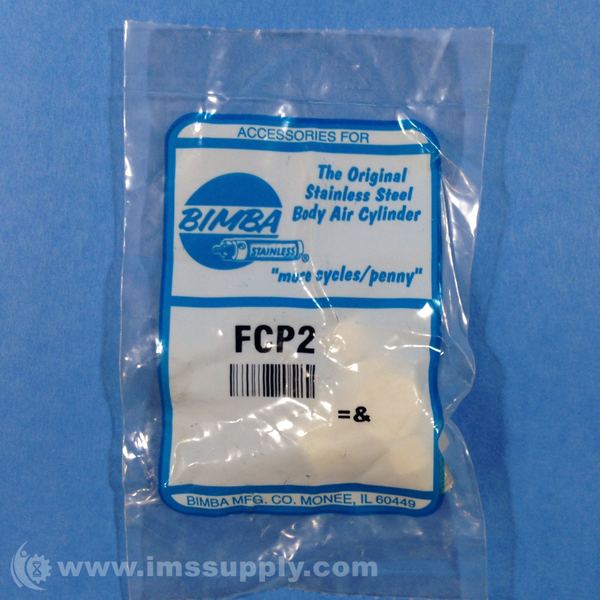 ACCESSORIES FOR
The Original
Stainless Steel
Body Air Cylinder
BIMBA
STAINLESS
®
"more cycles/penny"
FCP2
=&
BIMBA MFG. CO. MONEE, IL 60449
www.imssupply.com